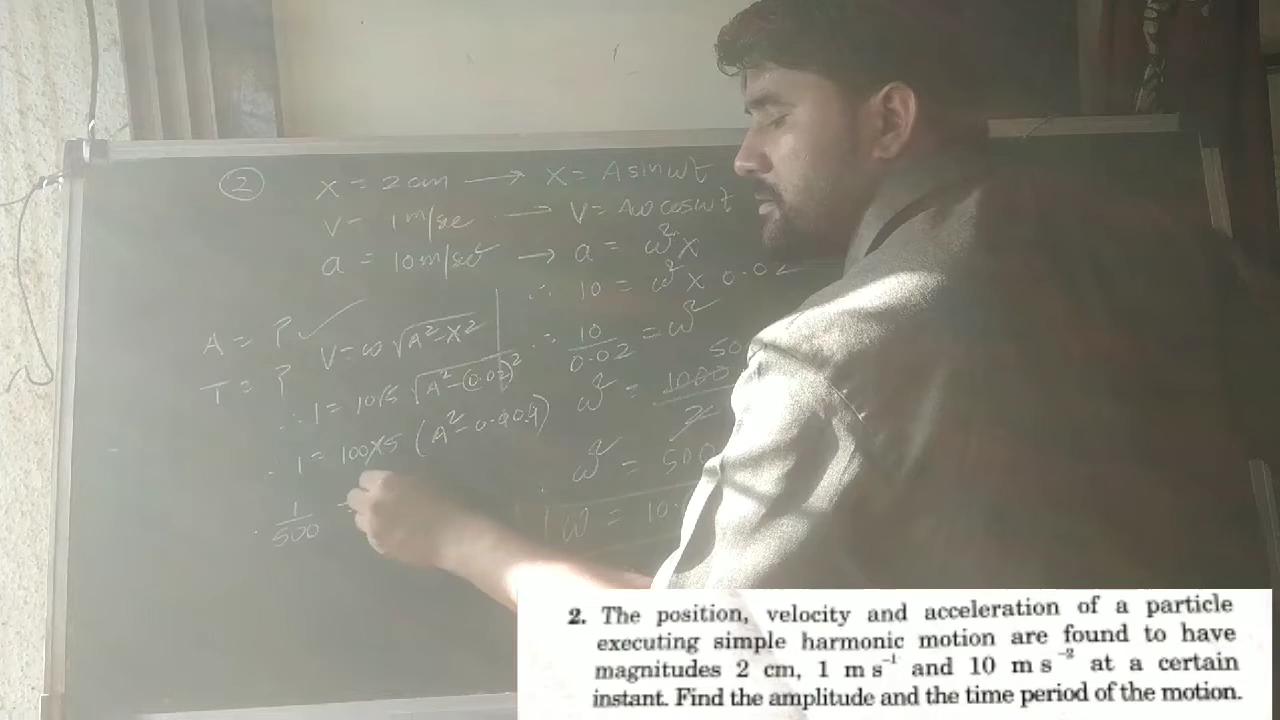 ② x = 2 cm → x = A sin ωt
v = 1 m/sec → v = Aω cos ωt
a = 10 m/sec² → a = ω²x
∴ 10 = ω² x 0.02
A = ? ✓
T = ?
v = ω √A² - x²
∴ 1 = 10√5 √A² - (0.02)²
∴ 1 = 100x5 (A² - 0.0004)
1/500
∴ 10/0.02 = ω²
ω² = 1000/2
ω² = 500
ω = 10
2. The position, velocity and acceleration of a particle
executing simple harmonic motion are found to have
magnitudes 2 cm, 1 m s⁻¹ and 10 m s⁻² at a certain
instant. Find the amplitude and the time period of the motion.